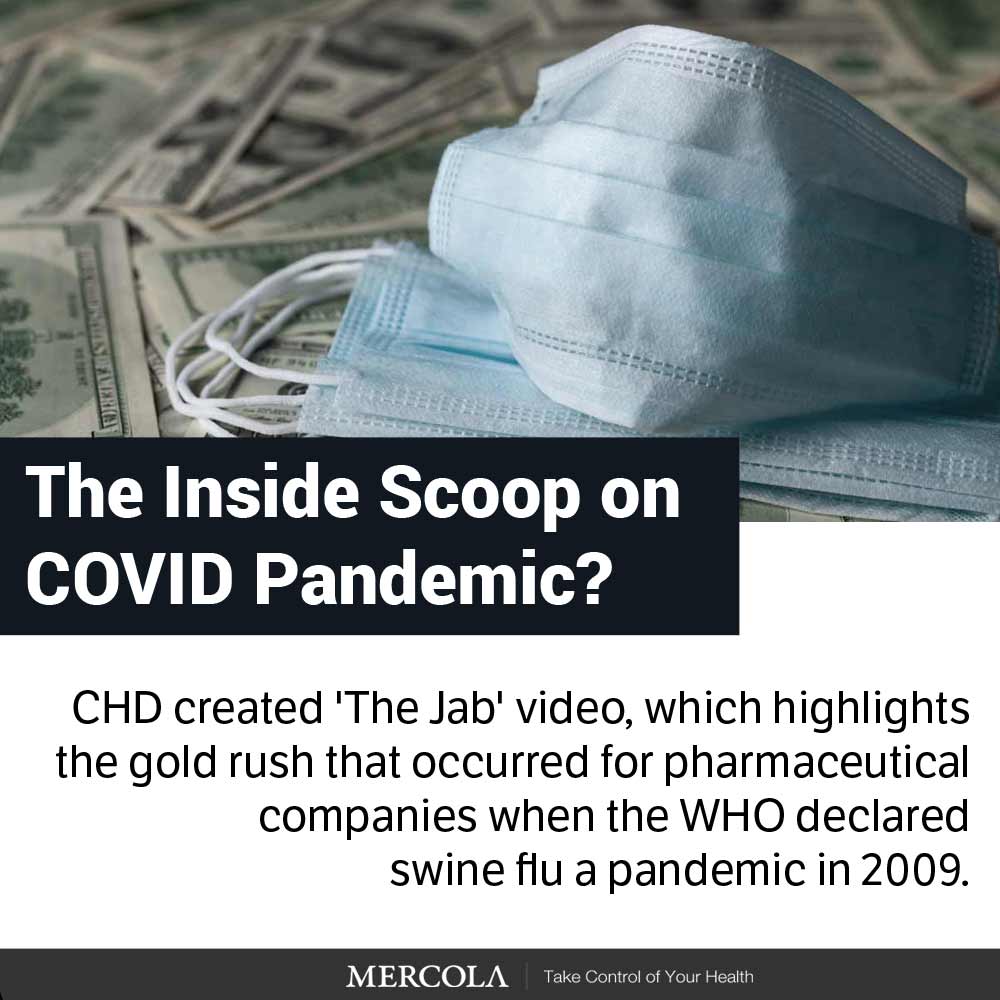 The Inside Scoop on
COVID Pandemic?
CHD created 'The Jab' video, which highlights
the gold rush that occurred for pharmaceutical
companies when the WHO declared
swine flu a pandemic in 2009.
MERCOLA | Take Control of Your Health